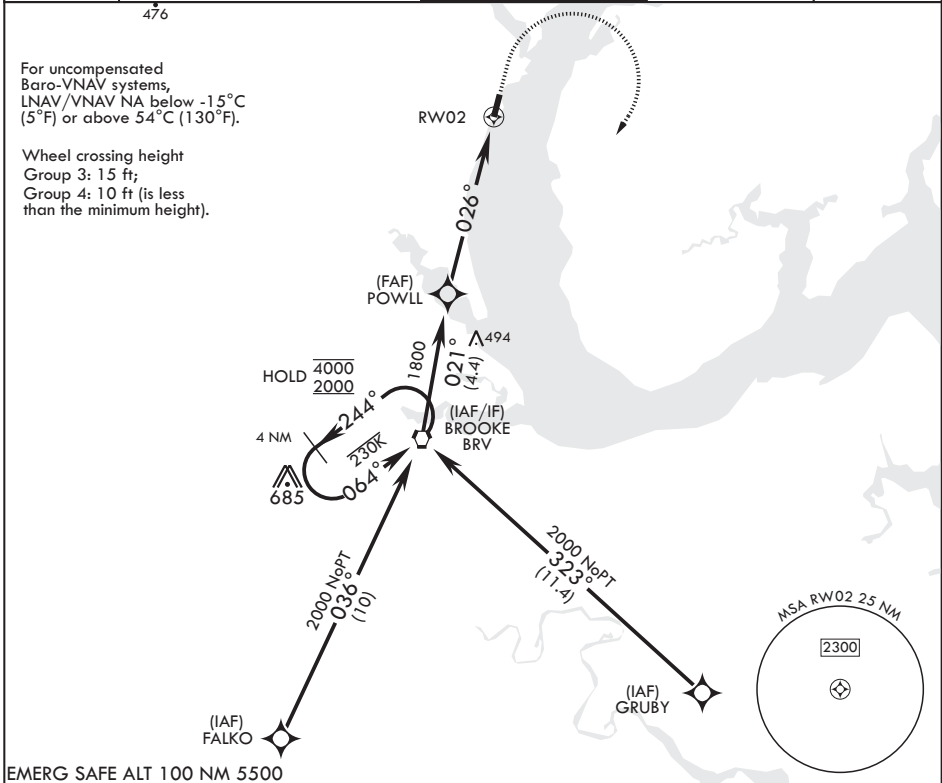 476
For uncompensated
Baro-VNAV systems,
LNAV/VNAV NA below -15°C
(5°F) or above 54°C (130°F).
Wheel crossing height
Group 3: 15 ft;
Group 4: 10 ft (is less
than the minimum height).
RW02
026°
(FAF)
POWLL
494
1800
021°
(4.4)
HOLD 4000
2000
244°
4 NM
230K
064°
685
(IAF/IF)
BROOKE
BRV
2000 NoPT
036°
(10)
2000 NoPT
323°
(11.4)
MSA RW02 25 NM
2300
(IAF)
GRUBY
(IAF)
FALKO
EMERG SAFE ALT 100 NM 5500